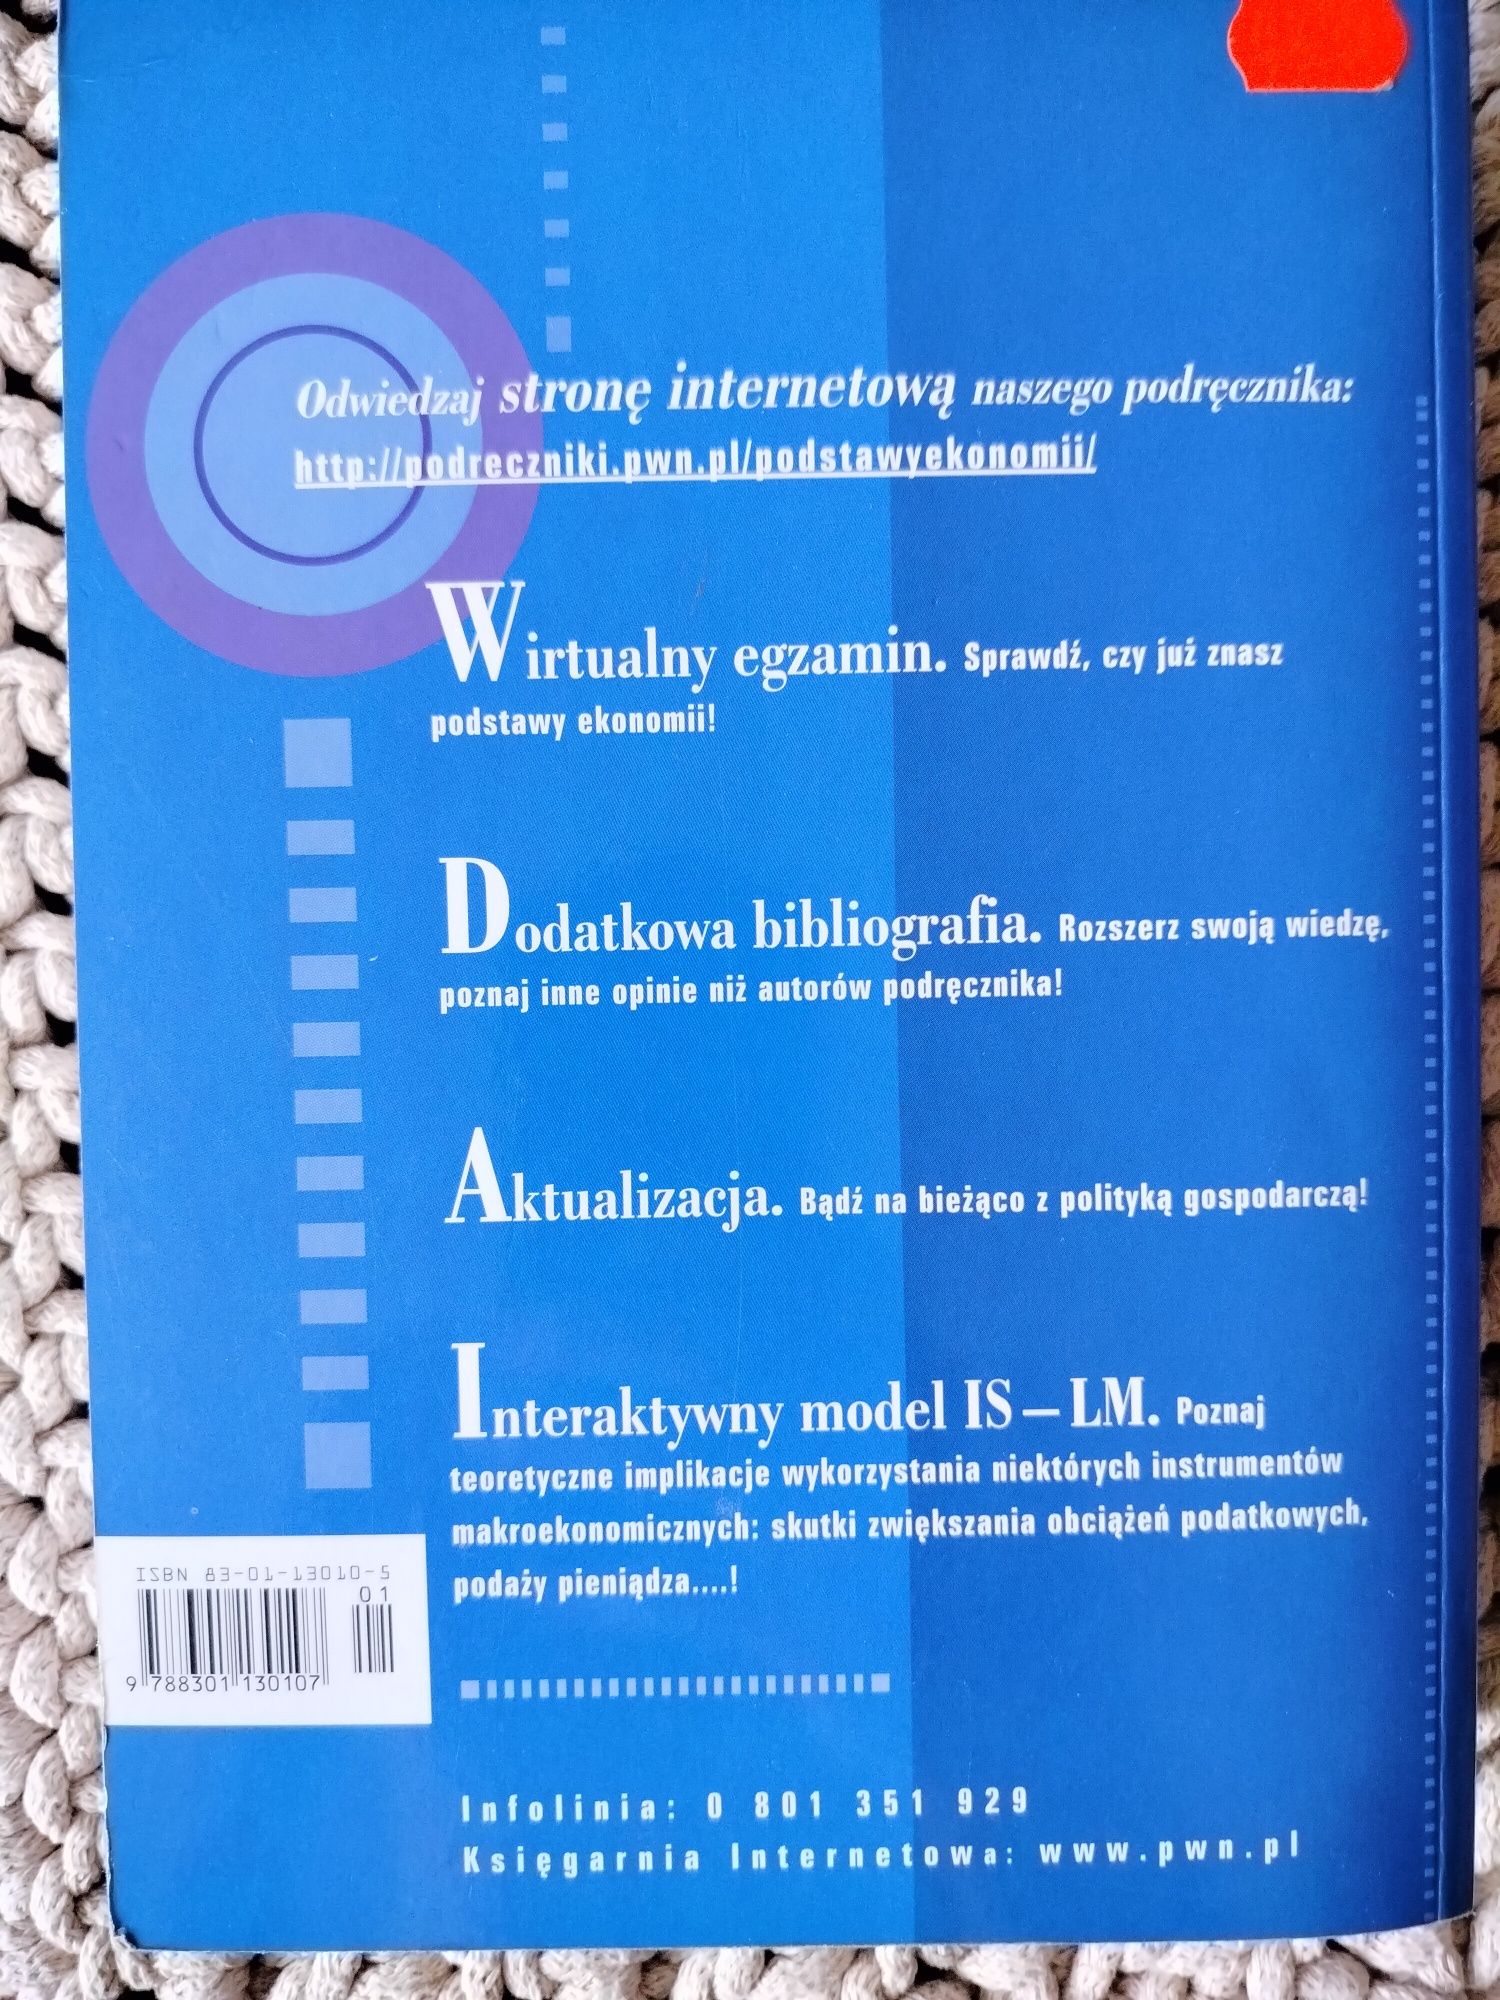 Odwiedzaj stronę internetową naszego podręcznika:
http://podreczniki.pwn.pl/podstawyekonomii/
Wirtualny egzamin. Sprawdź, czy już znasz
podstawy ekonomii!
Dodatkowa bibliografia. Rozszerz swoją wiedzę,
poznaj inne opinie niż autorów podręcznika!
Aktualizacja. Bądź na bieżąco z polityką gospodarczą!
Interaktywny model IS – LM. Poznaj
teoretyczne implikacje wykorzystania niektórych instrumentów
makroekonomicznych: skutki zwiększania obciążeń podatkowych,
podaży pieniądza....!
ISBN 83-01-13010-5
01
9 788301 130107
Infolinia: 0 801 351 929
Księgarnia Internetowa: www.pwn.pl